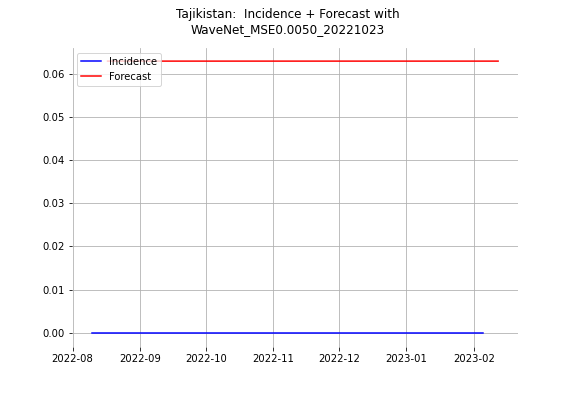 Tajikistan:  Incidence + Forecast with
WaveNet_MSE0.0050_20221023
Incidence
Forecast
0.06
0.05
0.04
0.03
0.02
0.01
0.00
2022-08 2022-09 2022-10 2022-11 2022-12 2023-01 2023-02